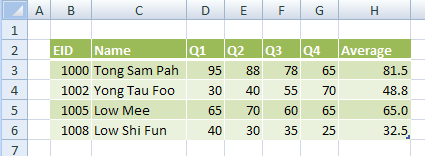 A B C D E F G H
1
2 EID Name Q1 Q2 Q3 Q4 Average
3 1000 Tong Sam Pah 95 88 78 65 81.5
4 1002 Yong Tau Foo 30 40 55 70 48.8
5 1005 Low Mee 65 70 60 65 65.0
6 1008 Low Shi Fun 40 30 35 25 32.5
7